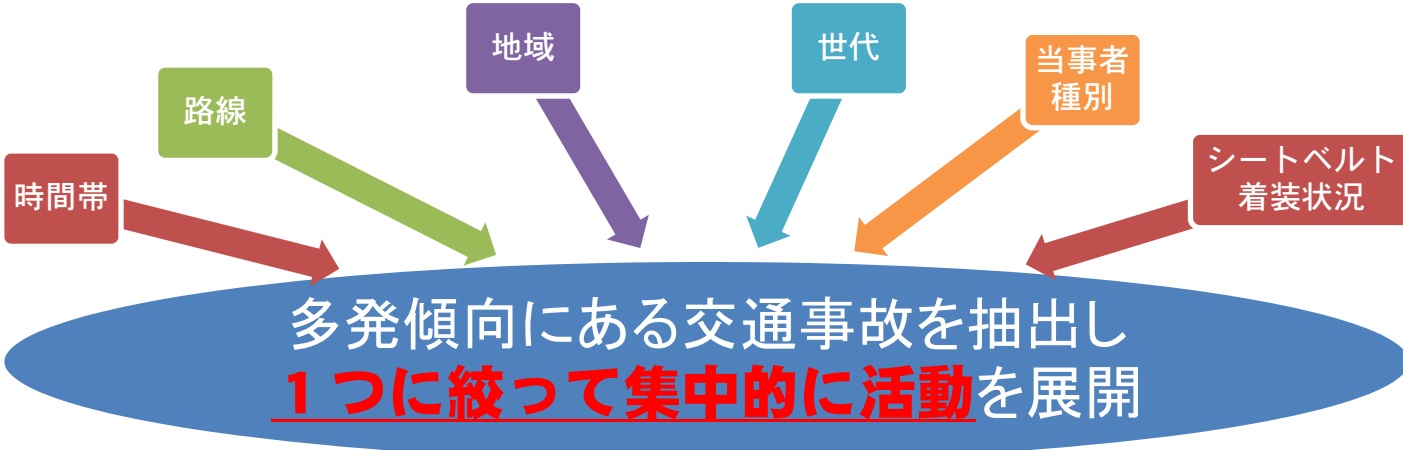 地域
世代
当事者
種別
路線
シートベルト
着装状況
時間帯
多発傾向にある交通事故を抽出し
１つに絞って集中的に活動を展開